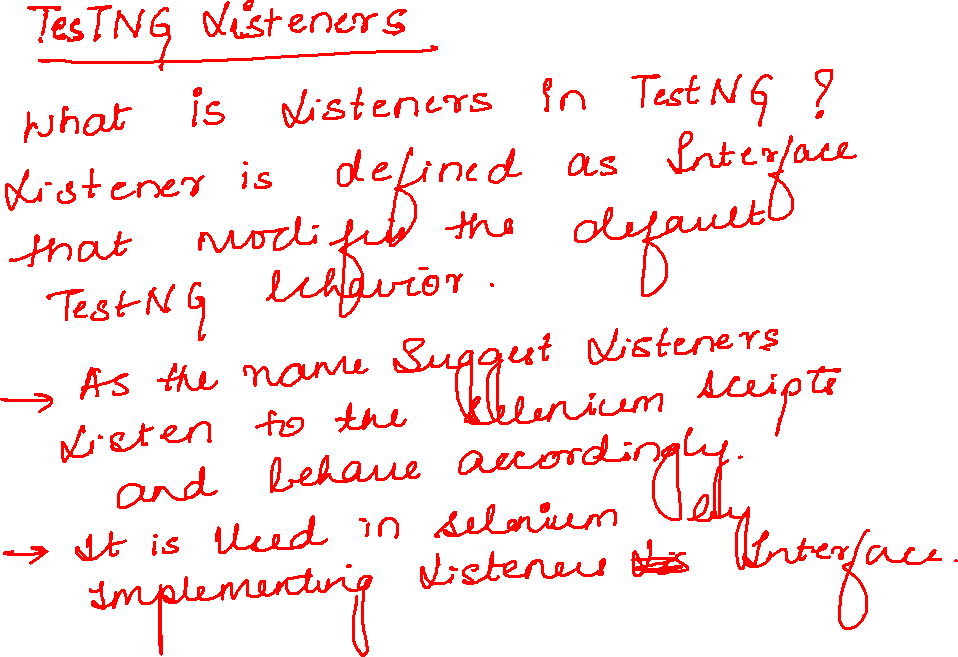 TesTNG Listeners
What is Listeners in TestNG ?
Listener is defined as Interface
that modifies the default
TestNG behavior.
→ As the name Suggest Listeners
Listen to the Selenium scripts
and behave accordingly.
→ It is Used in selenium by
Implementing Listeners Interface.